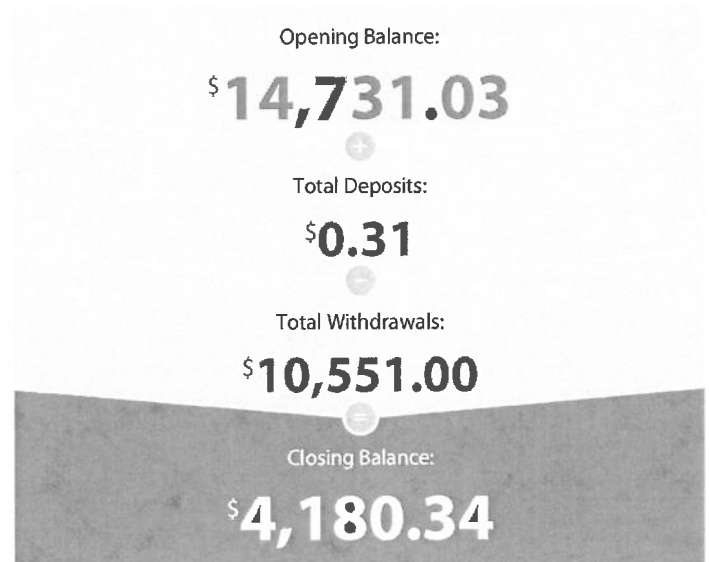 Opening Balance:
$14,731.03
+
Total Deposits:
$0.31
-
Total Withdrawals:
$10,551.00
=
Closing Balance:
$4,180.34